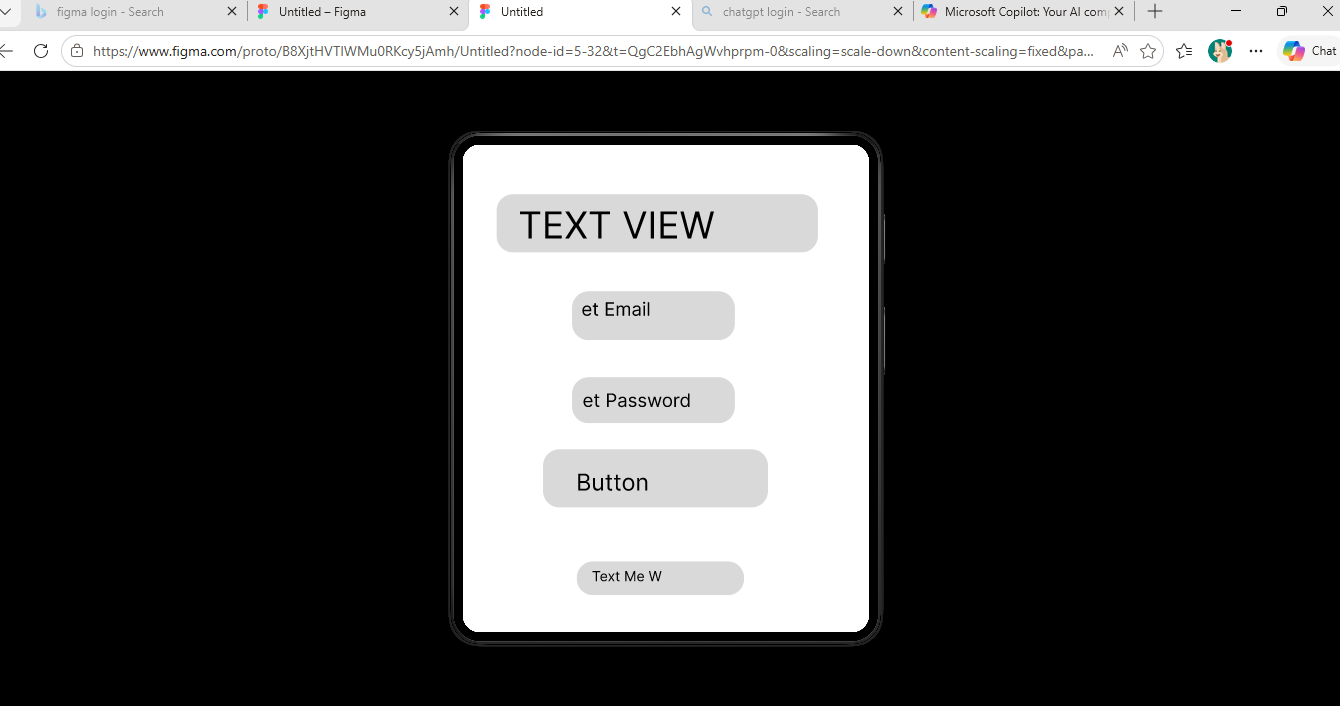 figma login - Search
Untitled – Figma
Untitled
chatgpt login - Search
Microsoft Copilot: Your AI com
https://www.figma.com/proto/B8XjtHVTIWMu0RKcy5jAmh/Untitled?node-id=5-32&t=QgC2EbhAgWvhprpm-0&scaling=scale-down&content-scaling=fixed&pa...
Chat
TEXT VIEW
et Email
et Password
Button
Text Me W